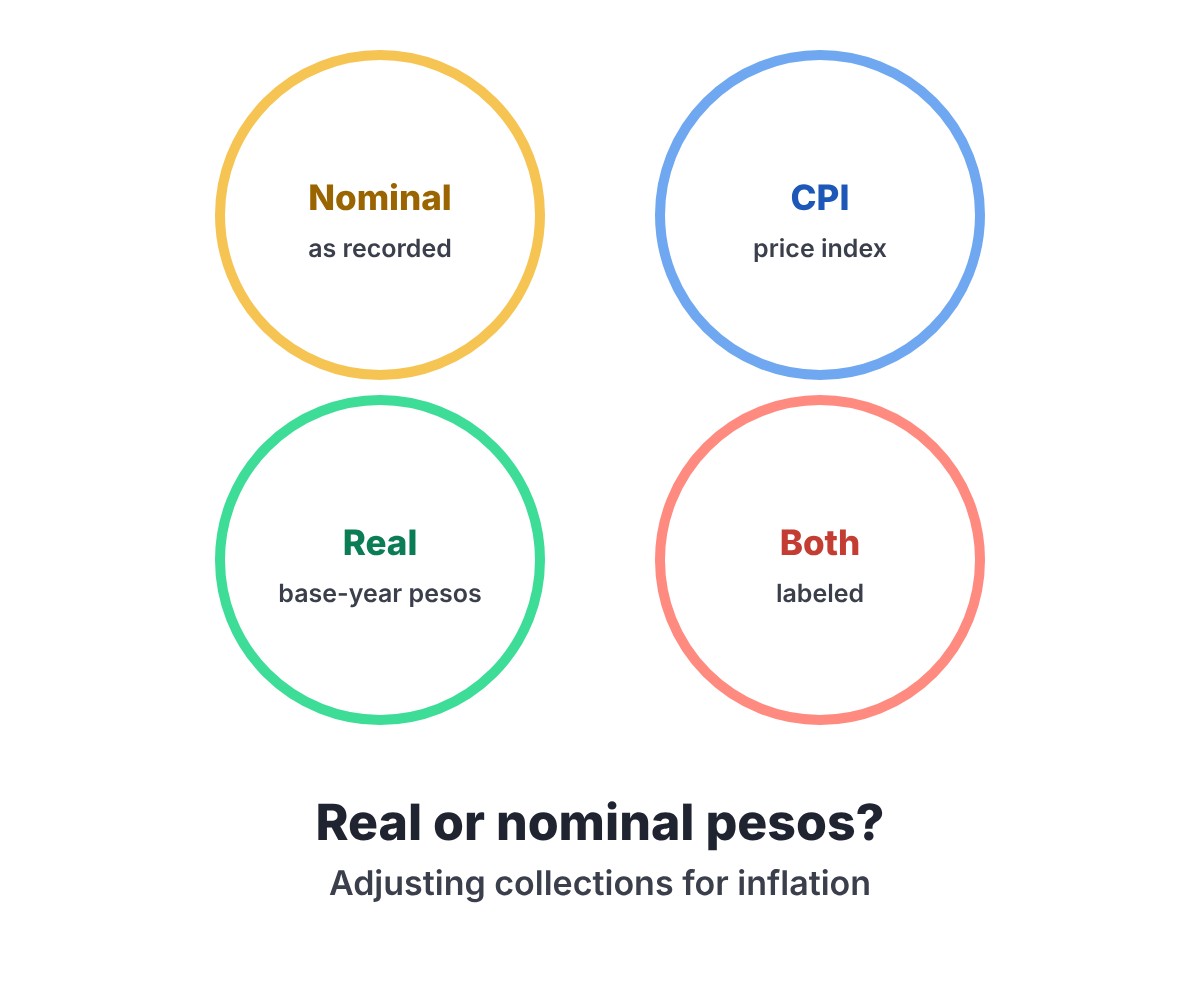 Nominal
as recorded
CPI
price index
Real
base-year pesos
Both
labeled
Real or nominal pesos?
Adjusting collections for inflation